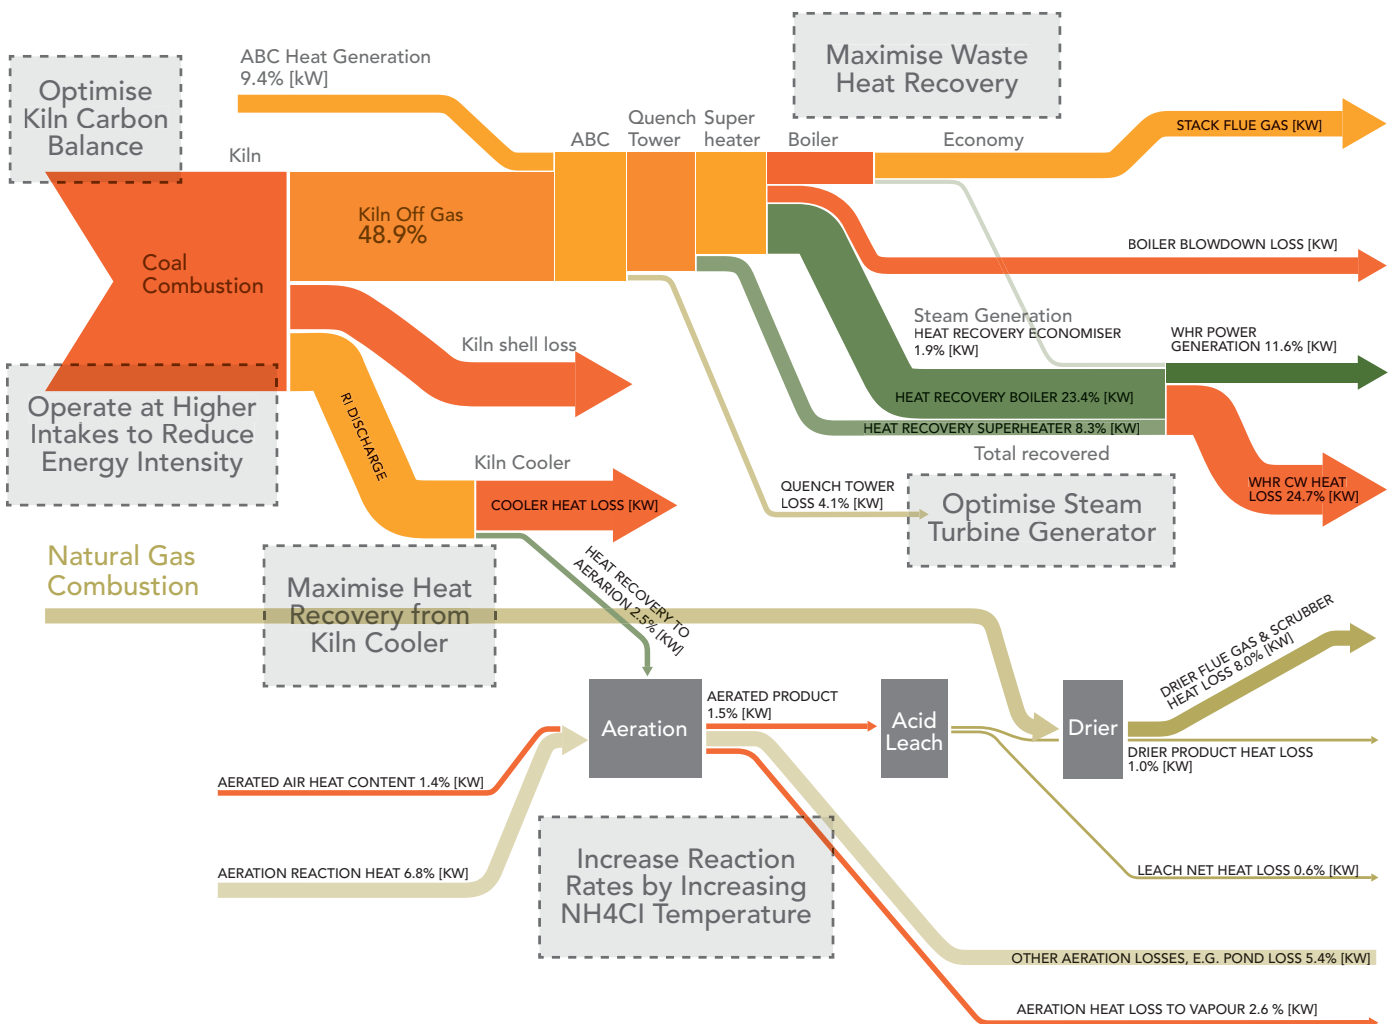 Optimise
Kiln Carbon
Balance
ABC Heat Generation
9.4% [kW]
Maximise Waste
Heat Recovery
Kiln
ABC
Quench
Tower
Super
heater
Boiler
Economy
STACK FLUE GAS [KW]
Kiln Off Gas
48.9%
Coal
Combustion
BOILER BLOWDOWN LOSS [KW]
Steam Generation
HEAT RECOVERY ECONOMISER
1.9% [KW]
WHR POWER
GENERATION 11.6% [KW]
Kiln shell loss
Operate at Higher
Intakes to Reduce
Energy Intensity
RI DISCHARGE
HEAT RECOVERY BOILER 23.4% [KW]
HEAT RECOVERY SUPERHEATER 8.3% [KW]
Total recovered
Kiln Cooler
COOLER HEAT LOSS [KW]
QUENCH TOWER
LOSS 4.1% [KW]
WHR CW HEAT
LOSS 24.7% [KW]
Optimise Steam
Turbine Generator
Natural Gas
Combustion
Maximise Heat
Recovery from
Kiln Cooler
HEAT RECOVERY TO
AERARION 2.5% [KW]
DRIER FLUE GAS & SCRUBBER
HEAT LOSS 8.0% [KW]
Aeration
AERATED PRODUCT
1.5% [KW]
Acid
Leach
Drier
DRIER PRODUCT HEAT LOSS
1.0% [KW]
AERATED AIR HEAT CONTENT 1.4% [KW]
AERATION REACTION HEAT 6.8% [KW]
Increase Reaction
Rates by Increasing
NH4CI Temperature
LEACH NET HEAT LOSS 0.6% [KW]
OTHER AERATION LOSSES, E.G. POND LOSS 5.4% [KW]
AERATION HEAT LOSS TO VAPOUR 2.6 % [KW]